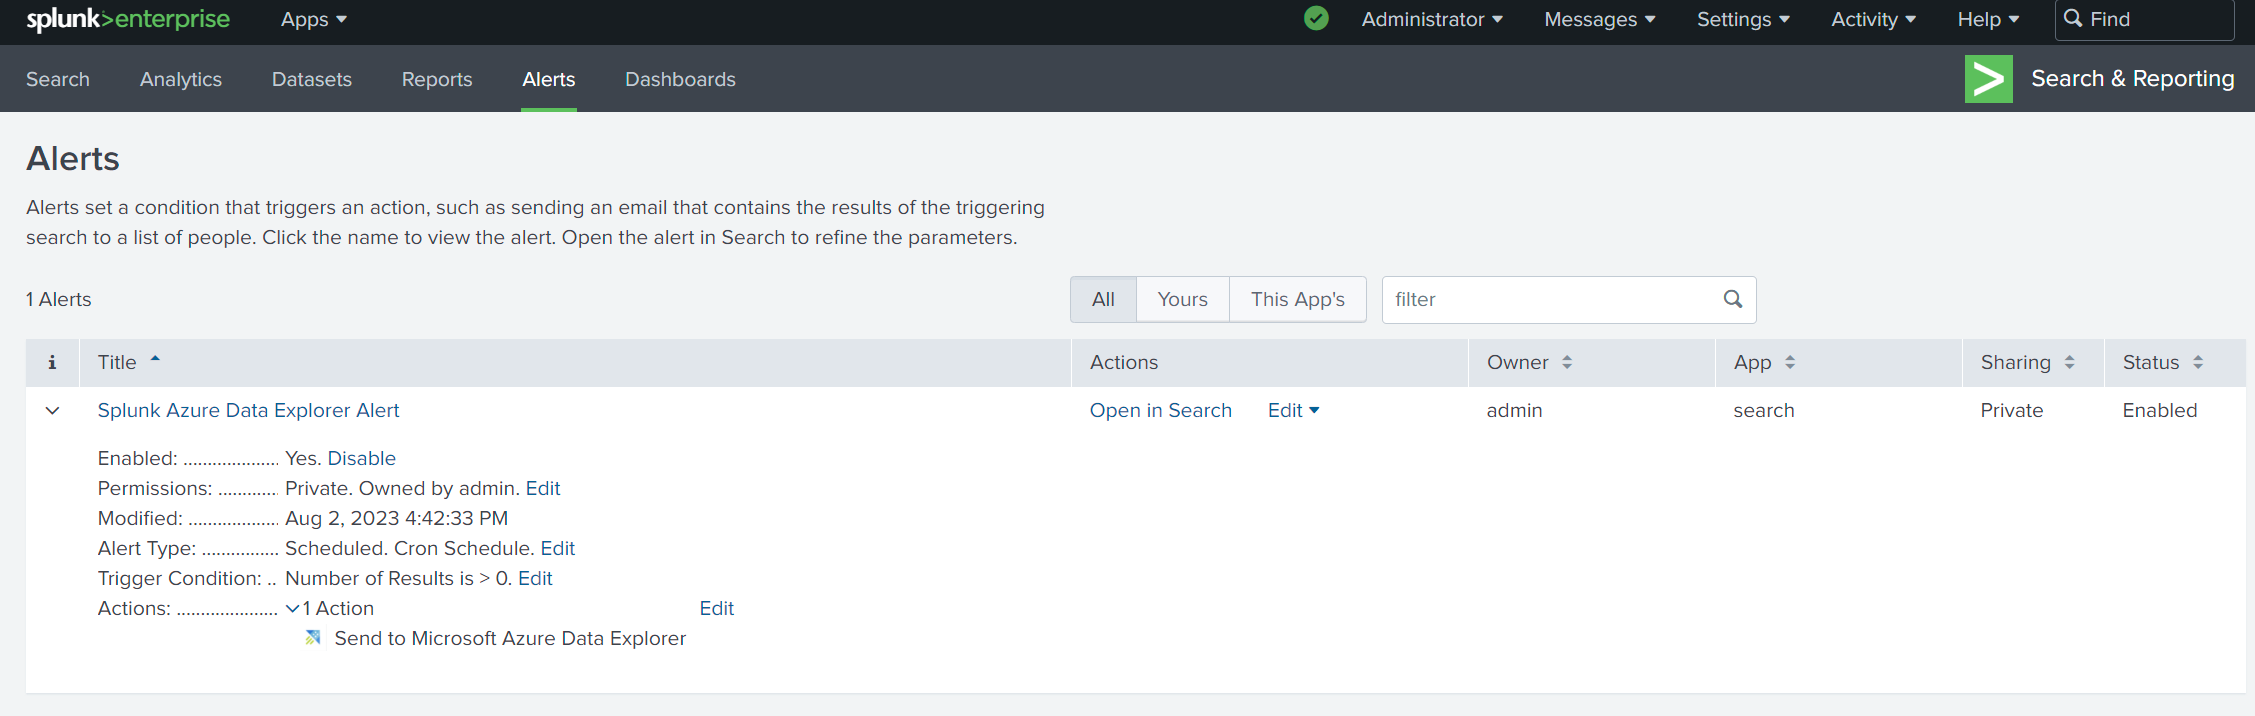 splunk>enterprise Apps Administrator Messages Settings Activity Help Find
Search Analytics Datasets Reports Alerts Dashboards Search & Reporting
Alerts
Alerts set a condition that triggers an action, such as sending an email that contains the results of the triggering
search to a list of people. Click the name to view the alert. Open the alert in Search to refine the parameters.
1 Alerts All Yours This App's filter
i Title Actions Owner App Sharing Status
Splunk Azure Data Explorer Alert Open in Search Edit admin search Private Enabled
Enabled: .................... Yes. Disable
Permissions: ............. Private. Owned by admin. Edit
Modified: ................... Aug 2, 2023 4:42:33 PM
Alert Type: ................ Scheduled. Cron Schedule. Edit
Trigger Condition: .. Number of Results is > 0. Edit
Actions: ..................... 1 Action Edit
Send to Microsoft Azure Data Explorer